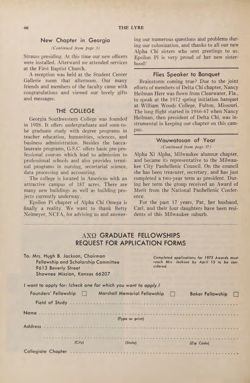 46 THE LYRE
New Chapter in Georgia
(Continued from page 5)
Strauss presiding. At this time our new officers
were installed. Afterward we attended services
at the First Baptist Church.
A reception was held at the Student Center
Gallerie room that afternoon. Our many
friends and members of the faculty came with
congratulations and viewed our lovely gifts
and messages.
THE COLLEGE
Georgia Southwestern College was founded
in 1908. It offers undergraduate and soon to-
be graduate study with degree programs in
teacher education, humanities, sciences, and
business administration. Besides the bacca-
laureate programs, G.S.C. offers basic pre-pro-
fessional courses which lead to admission to
professional schools and also provides termi-
nal programs in nursing, secretarial science,
data processing and accounting.
The college is located in Americus with an
attractive campus of 187 acres. There are
many new buildings as well as building pro-
jects currently underway.
Epsilon Pi chapter of Alpha Chi Omega is
finally a reality. We want to thank Betty
Neimeyer, NCFA, for advising us and answer-
ing our numerous questions and problems dur-
ing our colonization, and thanks to all our new
Alpha Chi sisters who sent greetings to us.
Epsilon Pi is very proud of her new sister-
hood!
Flies Speaker to Banquet
Brainstorms coming true? Due to the joint
efforts of members of Delta Chi chapter, Nancy
Heilman Herr was flown from Clearwater, Fla.,
to speak at the 1972 spring initiation banquet
at William Woods College, Fulton, Missouri.
The long flight started in 1966-67 when Nancy
Heilman, then president of Delta Chi, was in-
strumental in keeping our chapter on this cam-
pus.
Wauwatosan of Year
(Continued from page 37)
Alpha Xi Alpha, Milwaukee alumnae chapter,
and became its representative to the Milwau-
kee City Panhellenic Council. On the council
she has been treasurer, secretary, and has just
completed a two-year term as president. Dur-
ing her term the group received an Award of
Merit from the National Panhellenic Confer-
ence.
For the past 17 years, Pat, her husband,
Carl, and their four daughters have been resi-
dents of this Milwaukee suburb.
ΑΧΩ GRADUATE FELLOWSHIPS
REQUEST FOR APPLICATION FORMS
To: Mrs. Hugh B. Jackson, Chairman
Fellowship and Scholarship Committee
9613 Beverly Street
Shawnee Mission, Kansas 66207
Completed applications for 1973 Awards must
reach Mrs. Jackson by April 15 to be con-
sidered.
I want to apply for: (check one for which you want to apply.)
Founders' Fellowship Marshall Memorial Fellowship Baker Fellowship
Field of Study
Name
(Type or print)
Address
(City) (State) (Zip Code)
Collegiate Chapter